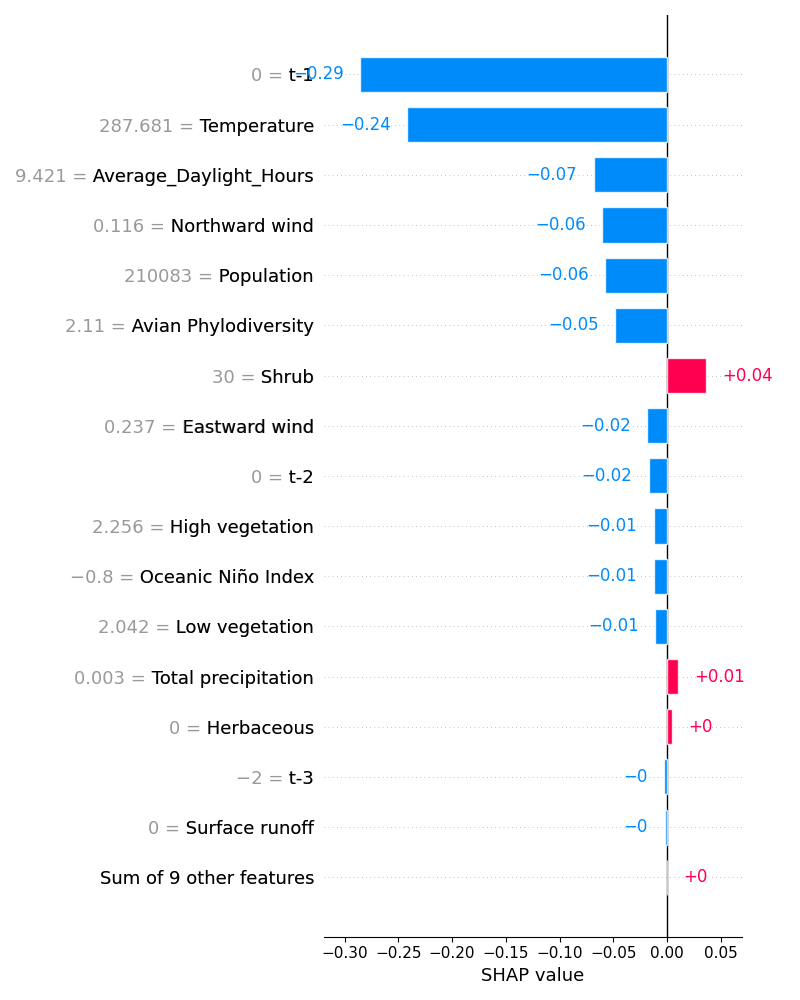 0 = t-1 −0.29
287.681 = Temperature −0.24
9.421 = Average_Daylight_Hours −0.07
0.116 = Northward wind −0.06
210083 = Population −0.06
2.11 = Avian Phylodiversity −0.05
30 = Shrub +0.04
0.237 = Eastward wind −0.02
0 = t-2 −0.02
2.256 = High vegetation −0.01
−0.8 = Oceanic Niño Index −0.01
2.042 = Low vegetation −0.01
0.003 = Total precipitation +0.01
0 = Herbaceous +0
−2 = t-3 −0
0 = Surface runoff −0
Sum of 9 other features +0
−0.30 −0.25 −0.20 −0.15 −0.10 −0.05 0.00 0.05
SHAP value